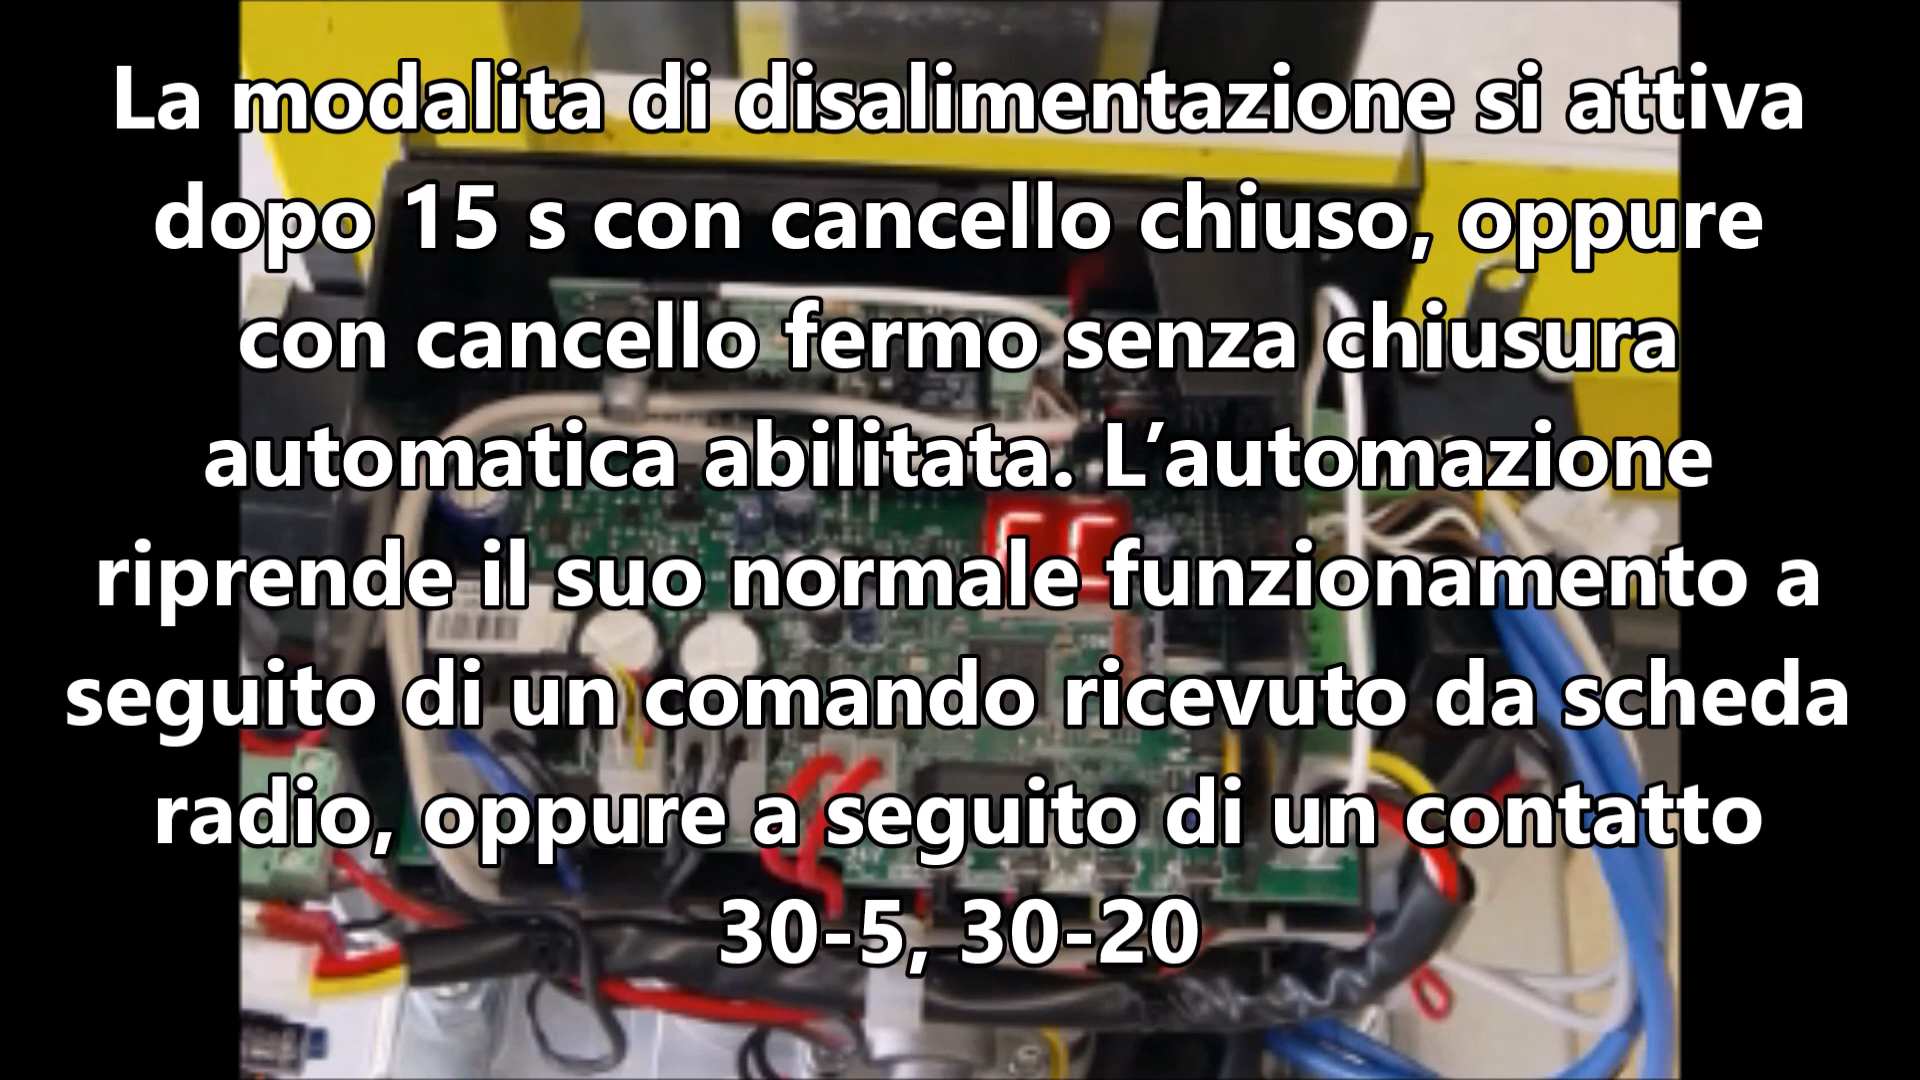 La modalita di disalimentazione si attiva
dopo 15 s con cancello chiuso, oppure
con cancello fermo senza chiusura
automatica abilitata. L’automazione
riprende il suo normale funzionamento a
seguito di un comando ricevuto da scheda
radio, oppure a seguito di un contatto
30-5, 30-20